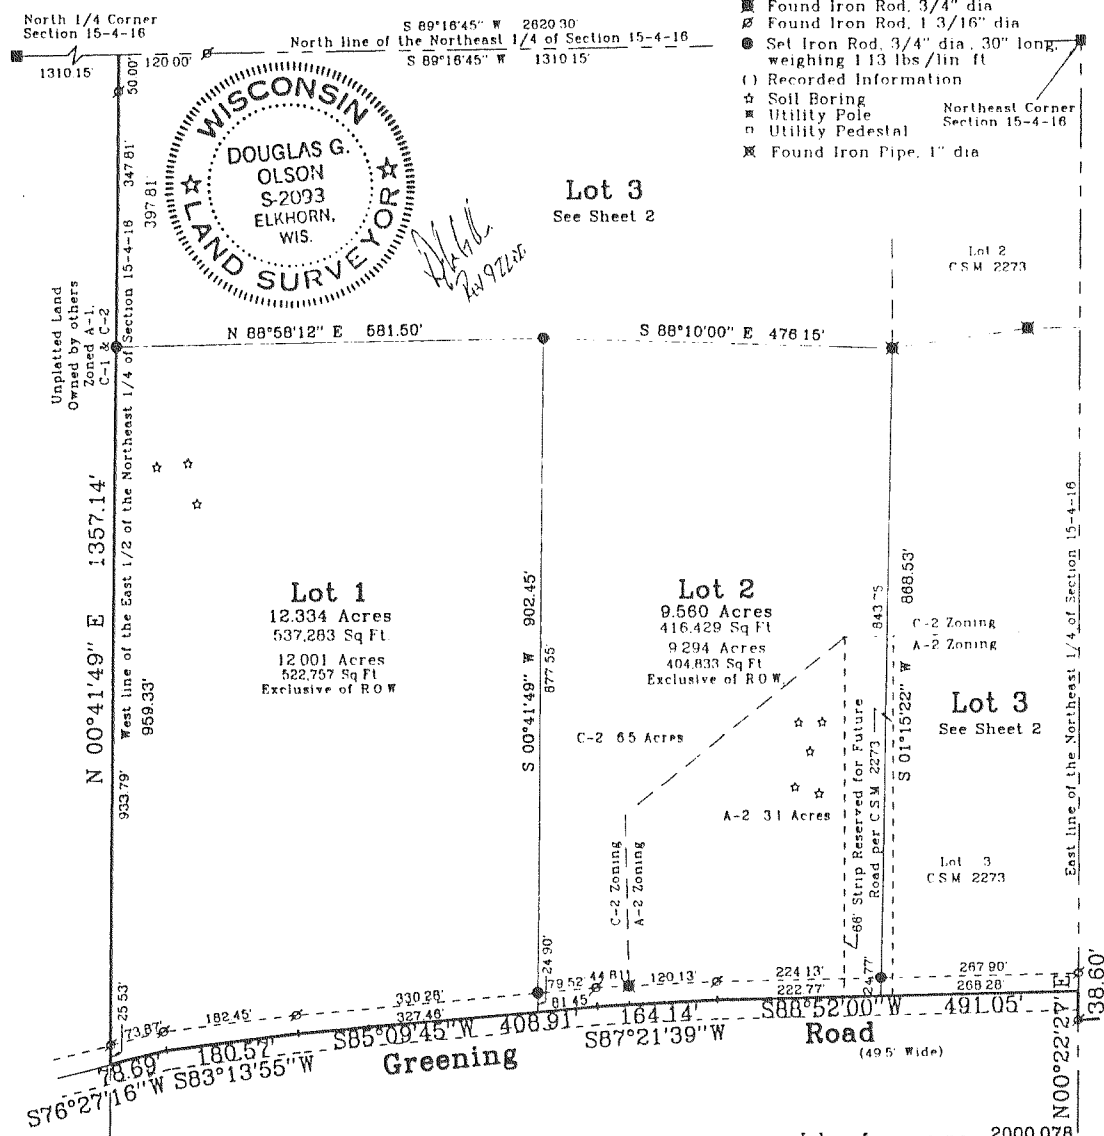 North 1/4 Corner
Section 15-4-16
1310.15'
120.00'
50.00'
S 89°16'45" W 2620.30'
North line of the Northeast 1/4 of Section 15-4-16
S 89°16'45" W 1310.15'
Found Iron Rod, 3/4" dia
Found Iron Rod, 1 3/16" dia
Set Iron Rod, 3/4" dia., 30" long,
weighing 1.13 lbs/lin ft
( ) Recorded Information
Soil Boring
Utility Pole
Utility Pedestal
Found Iron Pipe, 1" dia
Northeast Corner
Section 15-4-16
WISCONSIN
DOUGLAS G.
OLSON
S-2093
ELKHORN,
WIS.
LAND SURVEYOR
347.81'
397.81'
Lot 3
See Sheet 2
Lot 2
C.S.M. 2273
Unplatted Land
Owned by others
Zoned A-1,
C-1 & C-2
West line of the East 1/2 of the Northeast 1/4 of Section 15-4-16
N 88°58'12" E 581.50'
S 88°10'00" E 476.15'
N 00°41'49" E 1357.14'
959.33'
933.79'
Lot 1
12.334 Acres
537,283 Sq Ft
12.001 Acres
522,757 Sq Ft
Exclusive of R.O.W.
S 00°41'49" W 902.45'
877.55'
Lot 2
9.560 Acres
416,429 Sq Ft
9.294 Acres
404,833 Sq Ft
Exclusive of R.O.W.
843.75
868.53'
S 01°15'22" W
C-2 Zoning
A-2 Zoning
Lot 3
See Sheet 2
C-2 6.5 Acres
A-2 3.1 Acres
C-2 Zoning
A-2 Zoning
66' Strip Reserved for Future
Road per C.S.M. 2273
Lot 3
C.S.M. 2273
East line of the Northeast 1/4 of Section 15-4-16
25.53'
73.87'
182.45'
330.28'
327.46'
24.90'
79.52'
44.81'
81.45'
120.13'
224.13'
222.77'
24.77'
267.90'
268.28'
138.60'
N00°22'27"E
78.69'
180.57'
S85°09'45"W 408.91'
164.14'
S88°52'00"W 491.05'
S76°27'16"W S83°13'55"W
S87°21'39"W
Greening Road
(49.5' Wide)
2000.078